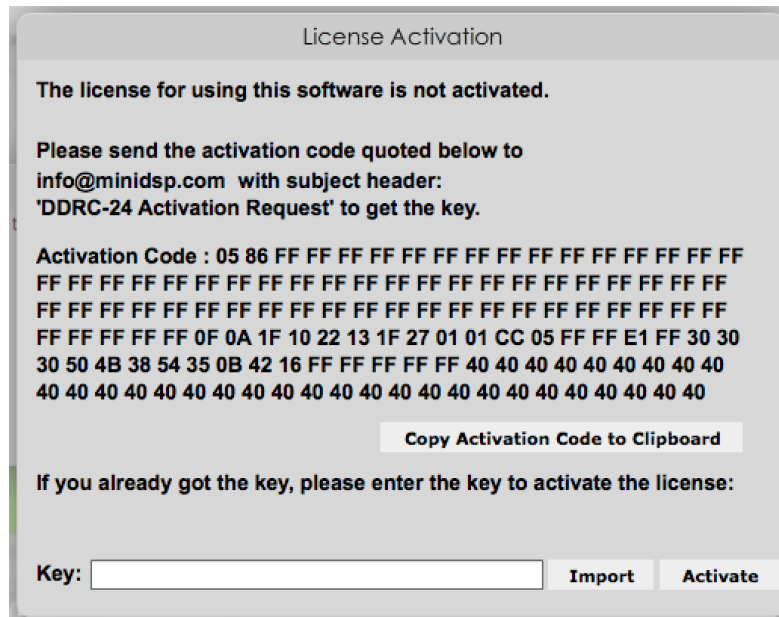 License Activation
The license for using this software is not activated.
Please send the activation code quoted below to
info@minidsp.com with subject header:
'DDRC-24 Activation Request' to get the key.
Activation Code : 05 86 FF FF FF FF FF FF FF FF FF FF FF FF FF FF FF
FF FF FF FF FF FF FF FF FF FF FF FF FF FF FF FF FF FF FF FF FF FF
FF FF FF FF FF FF FF FF FF FF FF FF FF FF FF FF FF FF FF FF FF FF
FF FF FF FF FF 0F 0A 1F 10 22 13 1F 27 01 01 CC 05 FF FF E1 FF 30 30
30 50 4B 38 54 35 0B 42 16 FF FF FF FF FF 40 40 40 40 40 40 40 40 40
40 40 40 40 40 40 40 40 40 40 40 40 40 40 40 40 40 40 40 40 40 40 40
Copy Activation Code to Clipboard
If you already got the key, please enter the key to activate the license:
Key:
Import
Activate